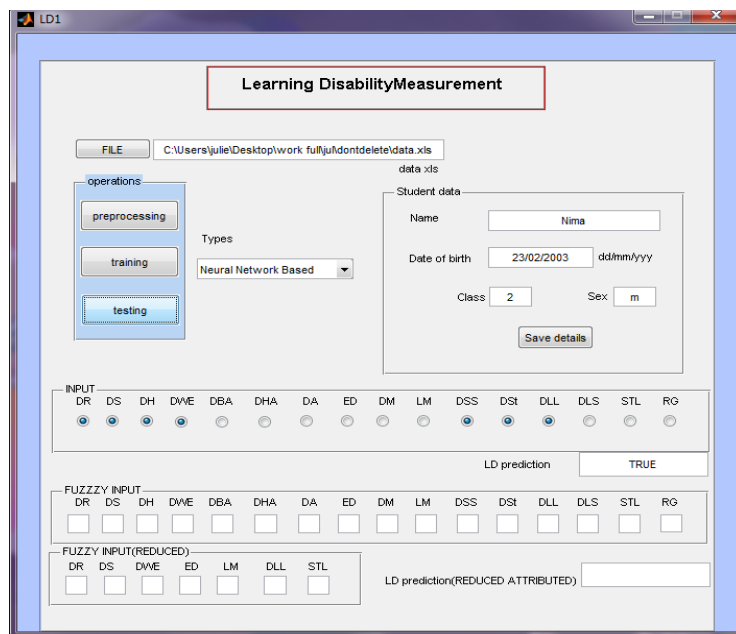 LD1
Learning DisabilityMeasurement
FILE
C:\Users\julie\Desktop\work full\jul\dontdelete\data.xls
data xls
operations
preprocessing
training
testing
Types
Neural Network Based
Student data
Name
Nima
Date of birth
23/02/2003
dd/mm/yyy
Class
2
Sex
m
Save details
INPUT
DR DS DH DWE DBA DHA DA ED DM LM DSS DSt DLL DLS STL RG
LD prediction
TRUE
FUZZZY INPUT
DR DS DH DWE DBA DHA DA ED DM LM DSS DSt DLL DLS STL RG
FUZZY INPUT(REDUCED)
DR DS DWE ED LM DLL STL
LD prediction(REDUCED ATTRIBUTED)